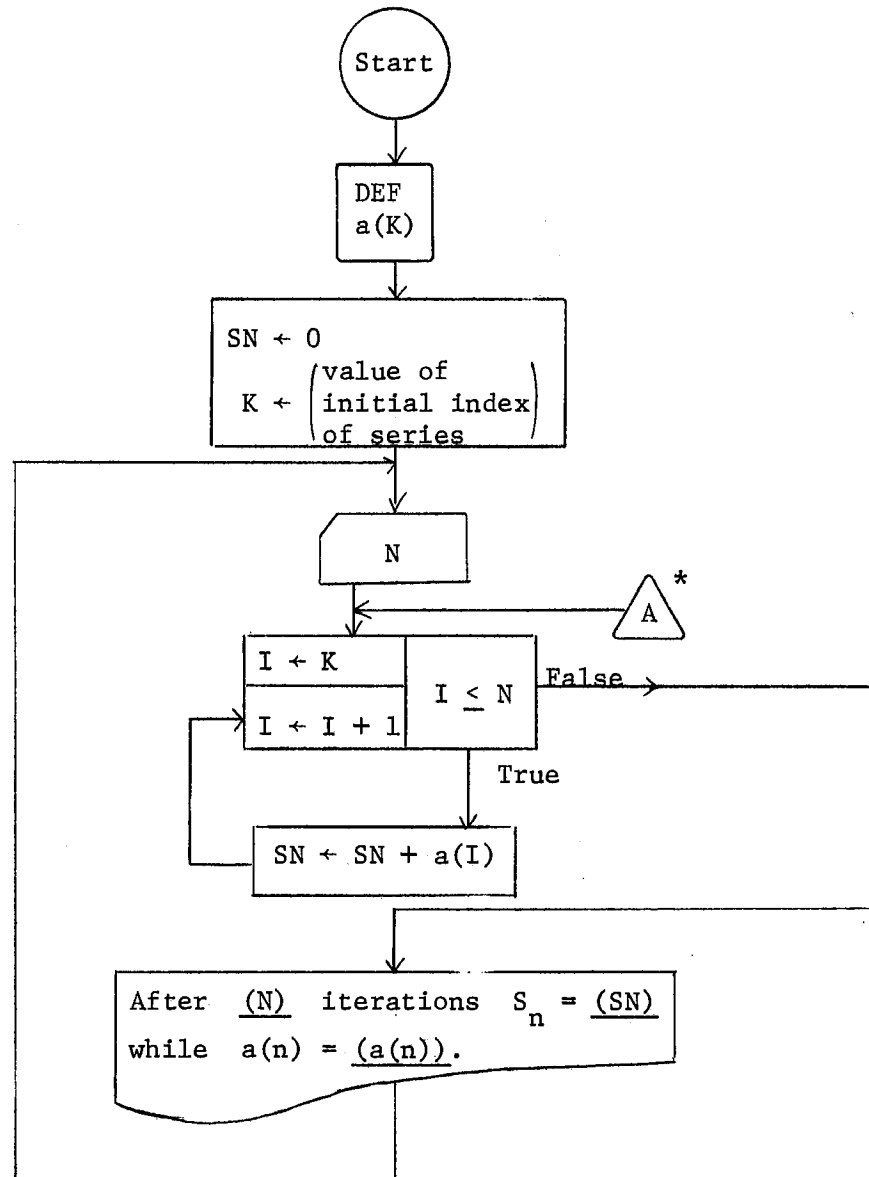 Start
DEF
a(K)
SN ← 0
K ← (value of
initial index
of series)
N
A *
I ← K
I ← I + 1
I ≤ N
False
True
SN ← SN + a(I)
After (N) iterations S_n = (SN)
while a(n) = (a(n)).